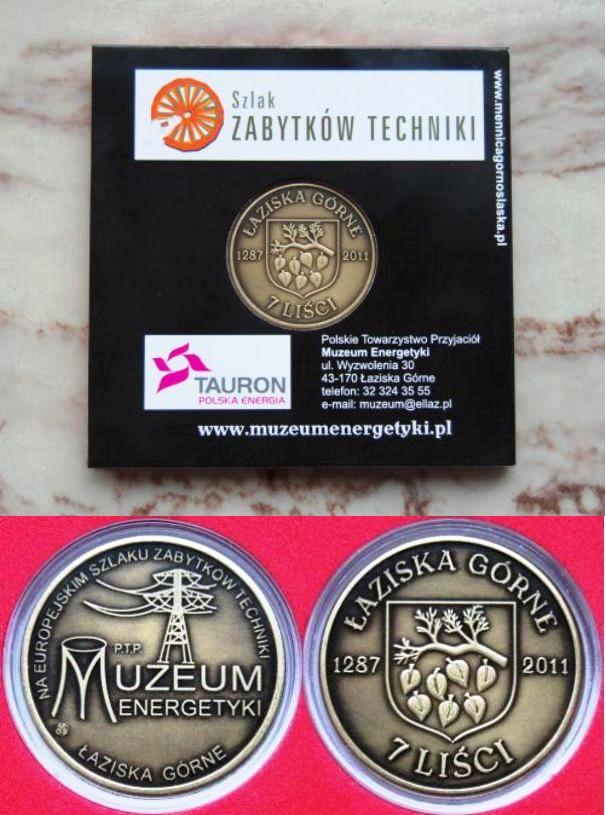 Szlak
ZABYTKÓW TECHNIKI
www.mennicagornoslaska.pl
ŁAZISKA GÓRNE
1287 2011
7 LIŚCI
TAURON
POLSKA ENERGIA
Polskie Towarzystwo Przyjaciół
Muzeum Energetyki
ul. Wyzwolenia 30
43-170 Łaziska Górne
telefon: 32 324 35 55
e-mail: muzeum@ellaz.pl
www.muzeumenergetyki.pl
NA EUROPEJSKIM SZLAKU ZABYTKÓW TECHNIKI
P.T.P.
MUZEUM
ENERGETYKI
ŁAZISKA GÓRNE
ŁAZISKA GÓRNE
1287 2011
7 LIŚCI